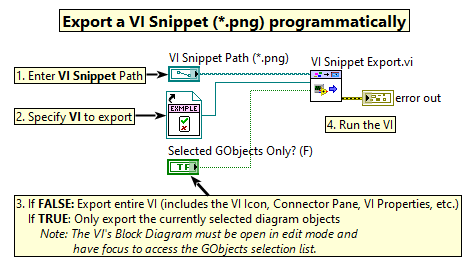 Export a VI Snippet (*.png) programmatically
VI Snippet Path (*.png)
VI Snippet Export.vi
1. Enter VI Snippet Path
EXMPLE
error out
2. Specify VI to export
4. Run the VI
Selected GObjects Only? (F)
TF
3. If FALSE: Export entire VI (includes the VI Icon, Connector Pane, VI Properties, etc.)
If TRUE: Only export the currently selected diagram objects
Note: The VI's Block Diagram must be open in edit mode and
have focus to access the GObjects selection list.